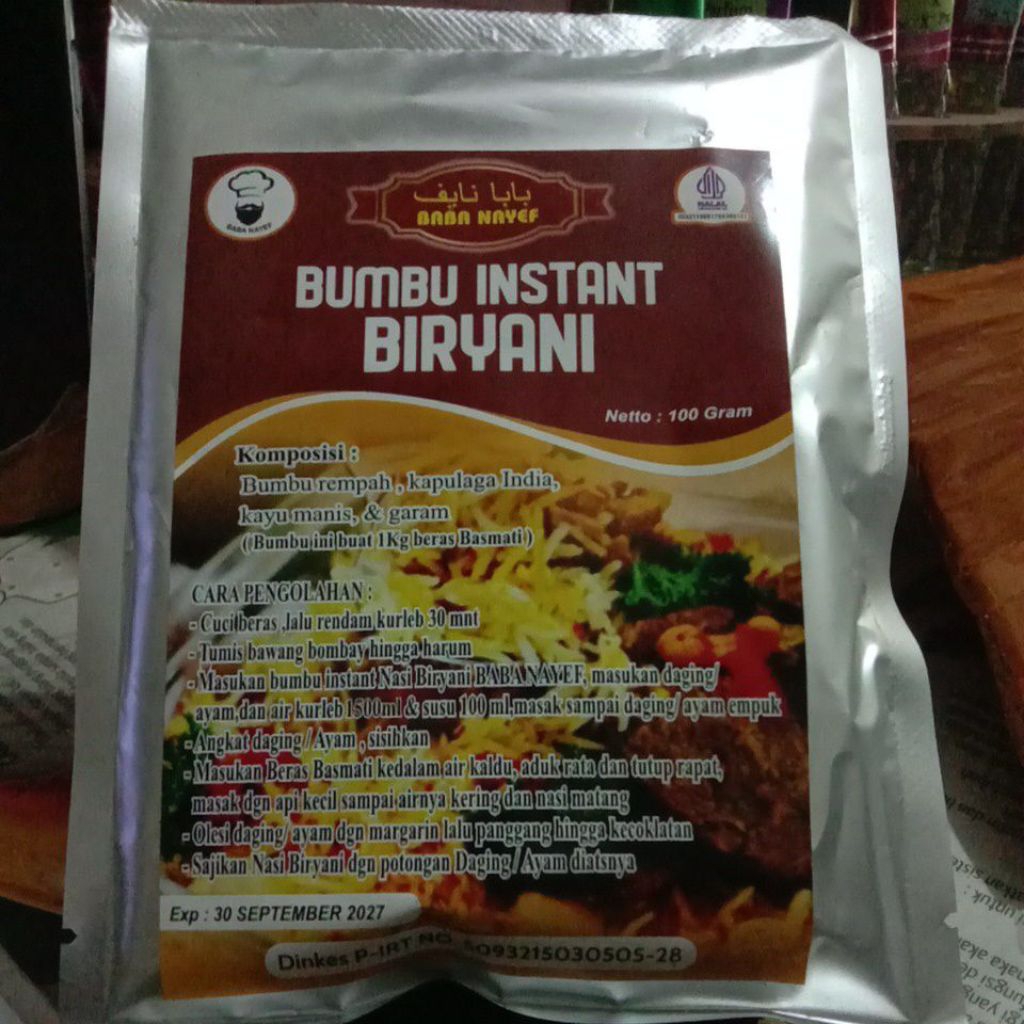 بابا نايف
BABA NAYEF
BABA NAYEF
HALAL
BUMBU INSTANT
BIRYANI
Netto : 100 Gram
Komposisi :
Bumbu rempah , kapulaga India,
kayu manis, & garam
(Bumbu ini buat 1Kg beras Basmati )
CARA PENGOLAHAN :
- Cuci beras ,lalu rendam kurleb 30 mnt
- Tumis bawang bombay hingga harum
- Masukan bumbu instant Nasi Biryani BABA NAYEF, masukan daging/
ayam,dan air kurleb 1500ml & susu 100 ml,masak sampai daging/ ayam empuk
- Angkat daging / Ayam , sisihkan
- Masukan Beras Basmati kedalam air kaldu, aduk rata dan tutup rapat,
masak dgn api kecil sampai airnya kering dan nasi matang
- Olesi daging/ ayam dgn margarin lalu panggang hingga kecoklatan
- Sajikan Nasi Biryani dgn potongan Daging / Ayam diatsnya
Exp : 30 SEPTEMBER 2027
Dinkes P-IRT NO. 5093215030505-28